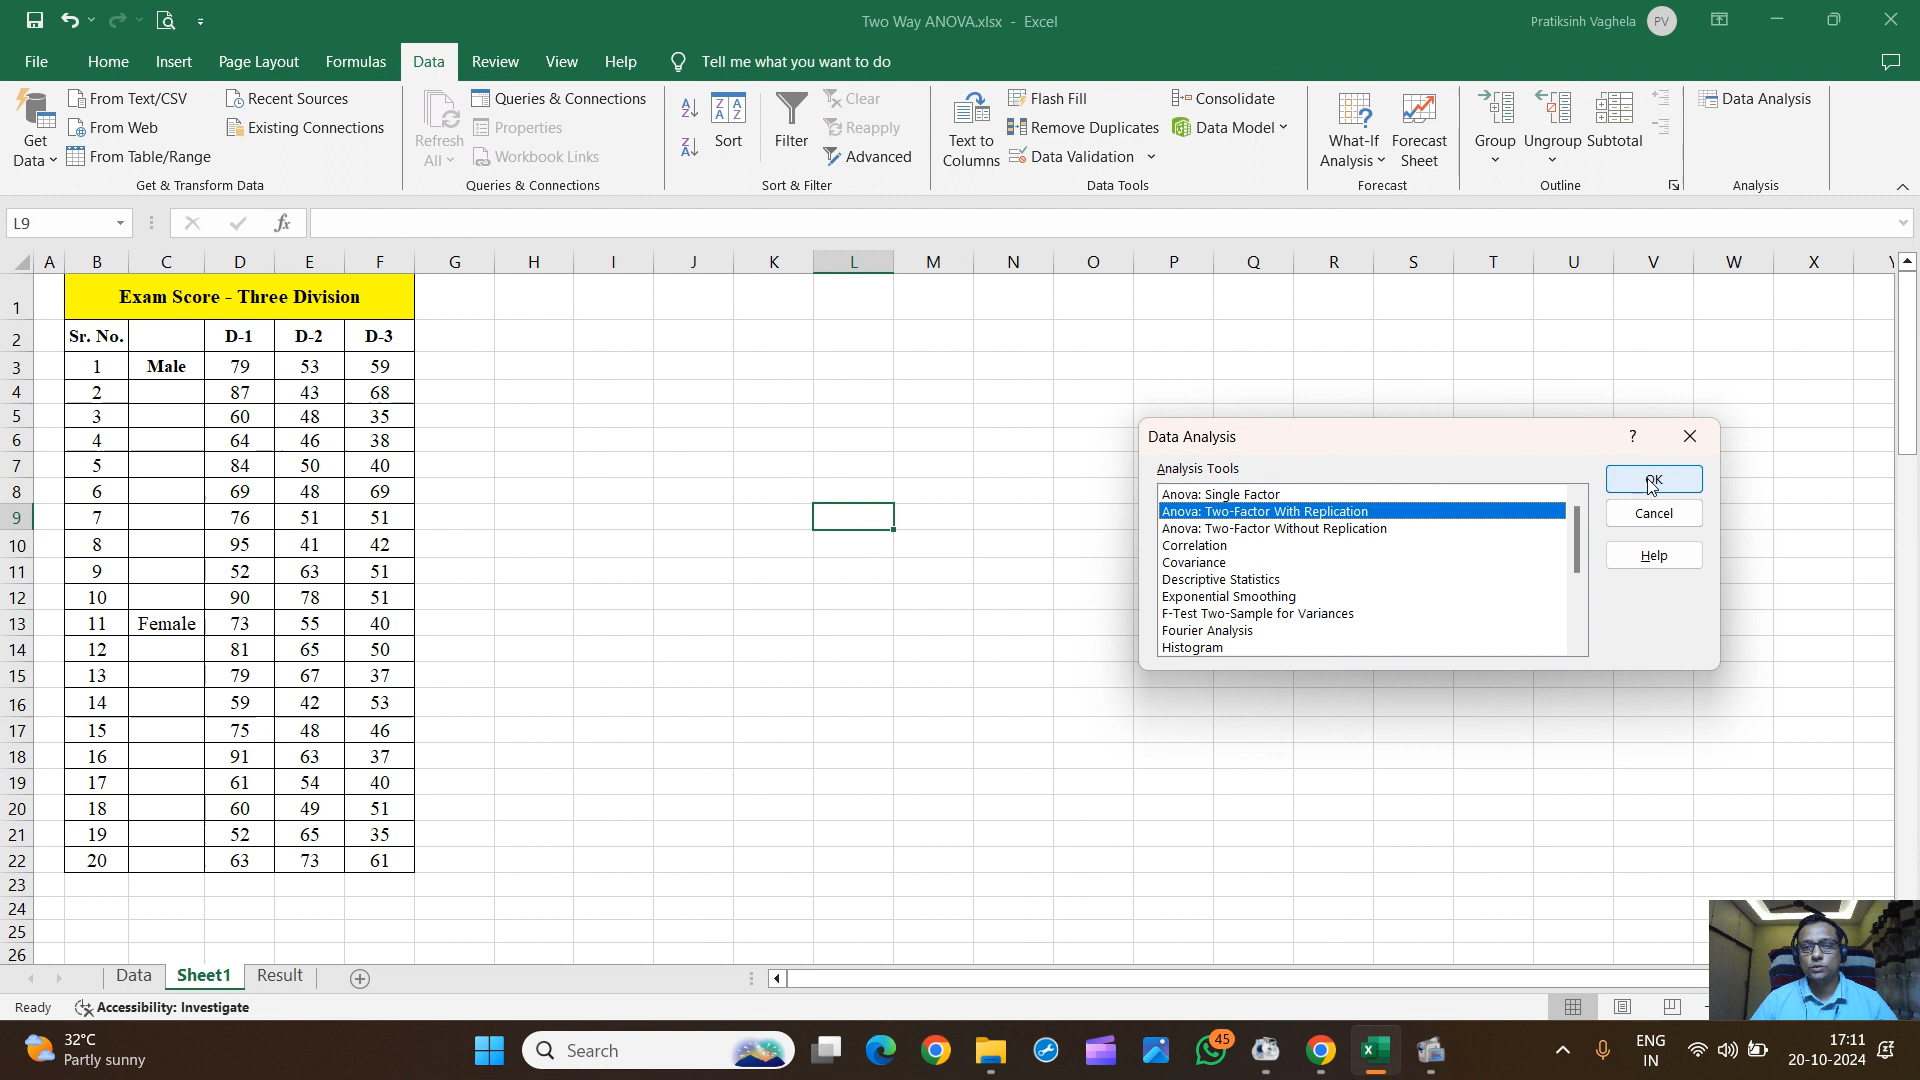 Two Way ANOVA.xlsx - Excel
Pratiksinh Vaghela PV
File Home Insert Page Layout Formulas Data Review View Help Tell me what you want to do
Get Data
From Text/CSV
From Web
From Table/Range
Recent Sources
Existing Connections
Get & Transform Data
Refresh All
Queries & Connections
Properties
Workbook Links
Queries & Connections
Sort
Filter
Clear
Reapply
Advanced
Sort & Filter
Text to Columns
Flash Fill
Remove Duplicates
Data Validation
Consolidate
Data Model
Data Tools
What-If Analysis
Forecast Sheet
Forecast
Group
Ungroup
Subtotal
Outline
Data Analysis
Analysis
L9
fx
A B C D E F G H I J K L M N O P Q R S T U V W X
1 Exam Score - Three Division
2 Sr. No. D-1 D-2 D-3
3 1 Male 79 53 59
4 2 87 43 68
5 3 60 48 35
6 4 64 46 38
7 5 84 50 40
8 6 69 48 69
9 7 76 51 51
10 8 95 41 42
11 9 52 63 51
12 10 90 78 51
13 11 Female 73 55 40
14 12 81 65 50
15 13 79 67 37
16 14 59 42 53
17 15 75 48 46
18 16 91 63 37
19 17 61 54 40
20 18 60 49 51
21 19 52 65 35
22 20 63 73 61
23
24
25
26
Data Analysis ?
Analysis Tools
Anova: Single Factor
Anova: Two-Factor With Replication
Anova: Two-Factor Without Replication
Correlation
Covariance
Descriptive Statistics
Exponential Smoothing
F-Test Two-Sample for Variances
Fourier Analysis
Histogram
OK
Cancel
Help
Data Sheet1 Result
Ready Accessibility: Investigate
32°C
Partly sunny
Search
45
ENG
IN
17:11
20-10-2024